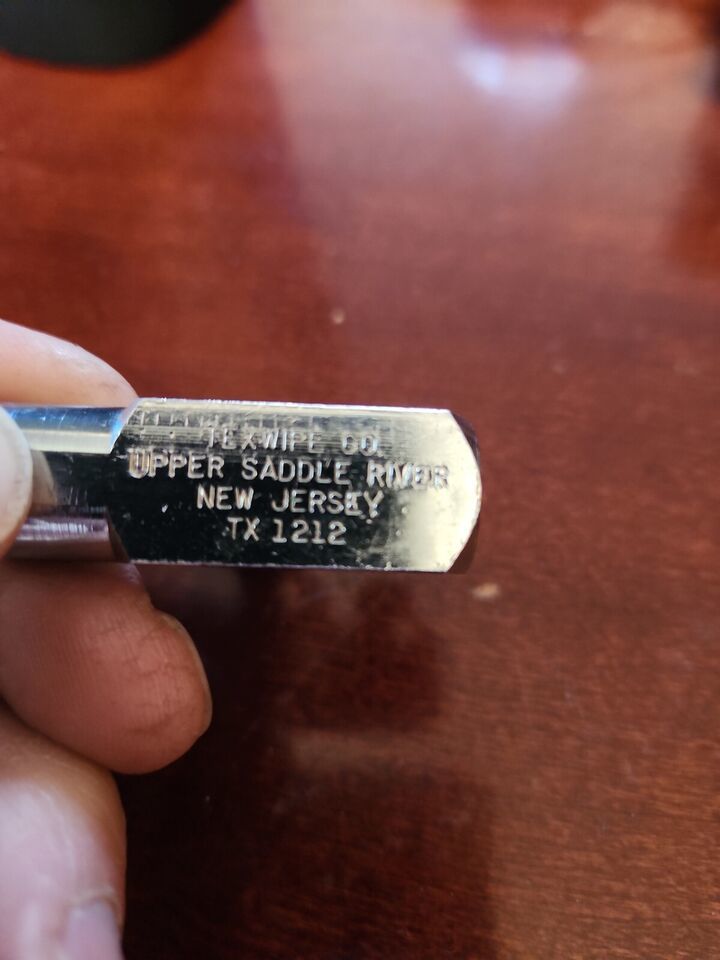 TEXWIPE CO.
UPPER SADDLE RIVER
NEW JERSEY
TX 1212